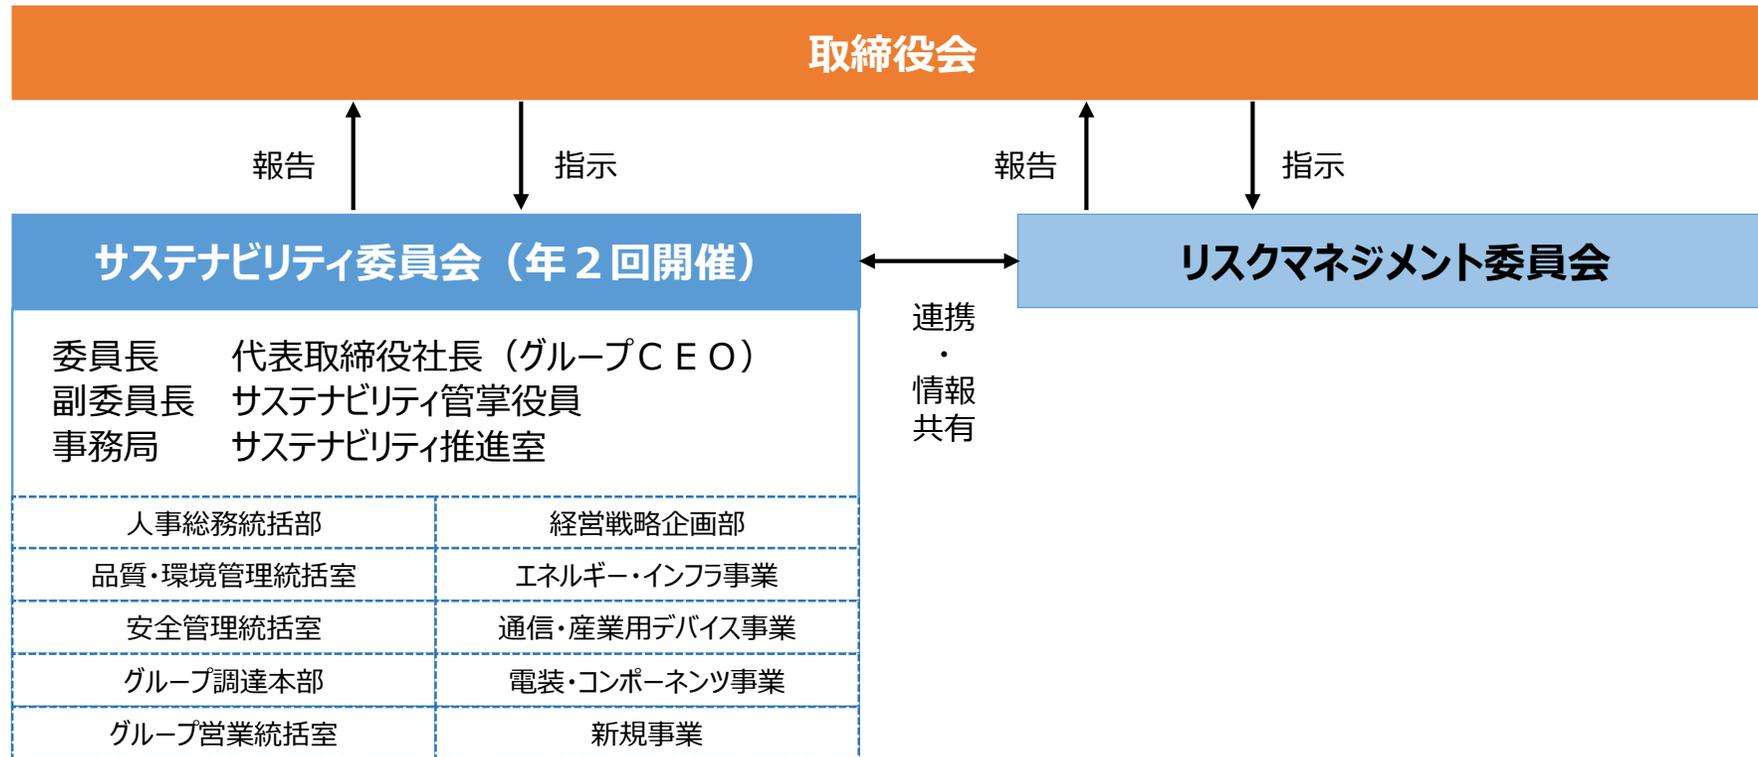 取締役会
報告
指示
報告
指示
サステナビリティ委員会（年２回開催）
リスクマネジメント委員会
連携
・
情報
共有
委員長　　代表取締役社長（グループＣＥＯ）
副委員長　サステナビリティ管掌役員
事務局　　サステナビリティ推進室
人事総務統括部
経営戦略企画部
品質・環境管理統括室
エネルギー・インフラ事業
安全管理統括室
通信・産業用デバイス事業
グループ調達本部
電装・コンポーネンツ事業
グループ営業統括室
新規事業